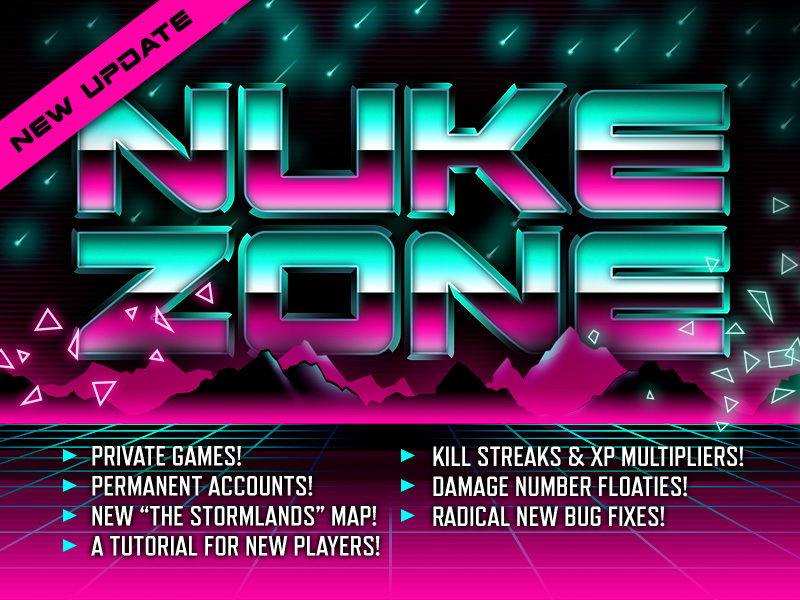 NEW UPDATE
NUKE
ZONE
PRIVATE GAMES!
PERMANENT ACCOUNTS!
NEW “THE STORMLANDS” MAP!
A TUTORIAL FOR NEW PLAYERS!
KILL STREAKS & XP MULTIPLIERS!
DAMAGE NUMBER FLOATIES!
RADICAL NEW BUG FIXES!